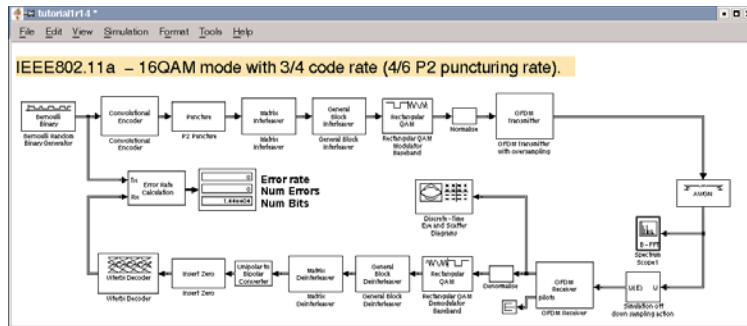 tutorial1r14 *
File Edit View Simulation Format Tools Help
IEEE802.11a – 16QAM mode with 3/4 code rate (4/6 P2 puncturing rate).
Bernoulli
Binary
Bernoulli Random
Binary Generator
Convolutional
Encoder
Convolutional
Encoder
Puncture
P2 Puncture
Matrix
Interleaver
Matrix
Interleaver
General
Block
Interleaver
General
Block Interleaver
Rectangular
QAM
Rectangular QAM
Modulator
Baseband
Normalise
OFDM
Transmitter
OFDM Transmitter
with oversampling
AWGN
Tx
Rx
Error Rate
Calculation
0
0
1.44e+04
Error rate
Num Errors
Num Bits
Discrete-Time
Eye and Scatter
Diagrams
B-FFT
Spectrum
Scope1
Viterbi Decoder
Viterbi Decoder
Insert Zero
Insert Zero
Unipolar to
Bipolar
Converter
Matrix
Deinterleaver
Matrix
Deinterleaver
General
Block
Deinterleaver
General
Block Deinterleaver
Rectangular
QAM
Rectangular QAM
Demodulator
Baseband
Denormalise
OFDM
Receiver
pilots
OFDM Receiver
U(E) U
Simulation off
down sampling action